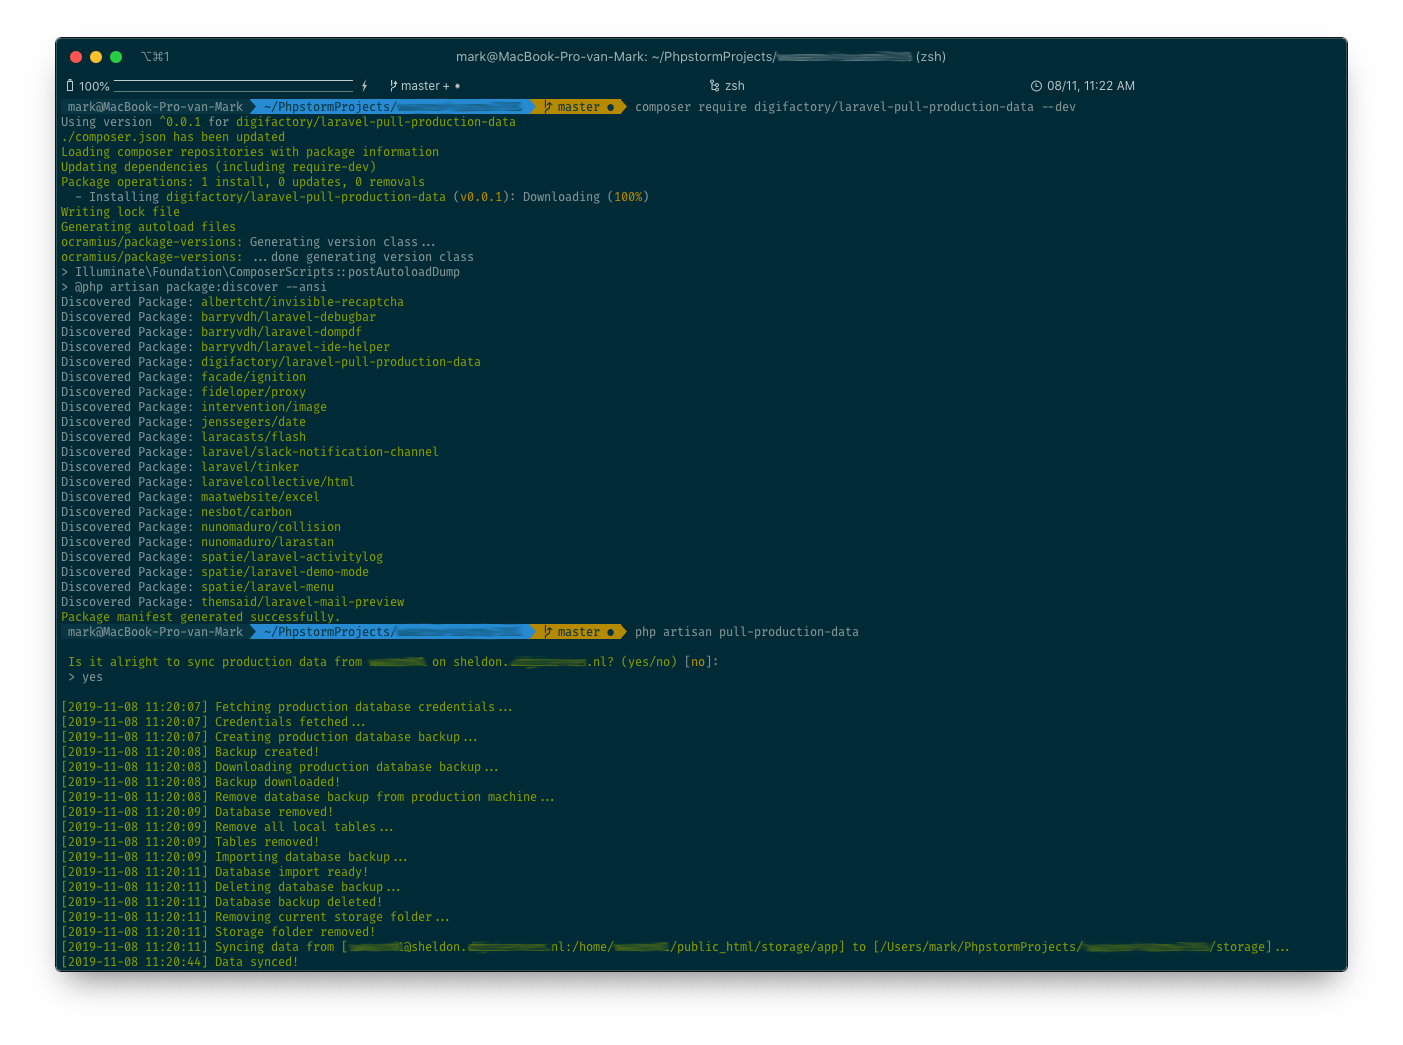 ⌥⌘1 mark@MacBook-Pro-van-Mark: ~/PhpstormProjects/ (zsh)
100% master + • zsh 08/11, 11:22 AM
mark@MacBook-Pro-van-Mark ~/PhpstormProjects/ master ● composer require digifactory/laravel-pull-production-data --dev
Using version ^0.0.1 for digifactory/laravel-pull-production-data
./composer.json has been updated
Loading composer repositories with package information
Updating dependencies (including require-dev)
Package operations: 1 install, 0 updates, 0 removals
- Installing digifactory/laravel-pull-production-data (v0.0.1): Downloading (100%)
Writing lock file
Generating autoload files
ocramius/package-versions: Generating version class...
ocramius/package-versions: ...done generating version class
> Illuminate\Foundation\ComposerScripts::postAutoloadDump
> @php artisan package:discover --ansi
Discovered Package: albertcht/invisible-recaptcha
Discovered Package: barryvdh/laravel-debugbar
Discovered Package: barryvdh/laravel-dompdf
Discovered Package: barryvdh/laravel-ide-helper
Discovered Package: digifactory/laravel-pull-production-data
Discovered Package: facade/ignition
Discovered Package: fideloper/proxy
Discovered Package: intervention/image
Discovered Package: jenssegers/date
Discovered Package: laracasts/flash
Discovered Package: laravel/slack-notification-channel
Discovered Package: laravel/tinker
Discovered Package: laravelcollective/html
Discovered Package: maatwebsite/excel
Discovered Package: nesbot/carbon
Discovered Package: nunomaduro/collision
Discovered Package: nunomaduro/larastan
Discovered Package: spatie/laravel-activitylog
Discovered Package: spatie/laravel-demo-mode
Discovered Package: spatie/laravel-menu
Discovered Package: themsaid/laravel-mail-preview
Package manifest generated successfully.
mark@MacBook-Pro-van-Mark ~/PhpstormProjects/ master ● php artisan pull-production-data
Is it alright to sync production data from on sheldon. .nl? (yes/no) [no]:
> yes
[2019-11-08 11:20:07] Fetching production database credentials...
[2019-11-08 11:20:07] Credentials fetched...
[2019-11-08 11:20:07] Creating production database backup...
[2019-11-08 11:20:08] Backup created!
[2019-11-08 11:20:08] Downloading production database backup...
[2019-11-08 11:20:08] Backup downloaded!
[2019-11-08 11:20:08] Remove database backup from production machine...
[2019-11-08 11:20:09] Database removed!
[2019-11-08 11:20:09] Remove all local tables...
[2019-11-08 11:20:09] Tables removed!
[2019-11-08 11:20:09] Importing database backup...
[2019-11-08 11:20:11] Database import ready!
[2019-11-08 11:20:11] Deleting database backup...
[2019-11-08 11:20:11] Database backup deleted!
[2019-11-08 11:20:11] Removing current storage folder...
[2019-11-08 11:20:11] Storage folder removed!
[2019-11-08 11:20:11] Syncing data from [ @sheldon. .nl:/home/ /public_html/storage/app] to [/Users/mark/PhpstormProjects/ /storage]...
[2019-11-08 11:20:44] Data synced!